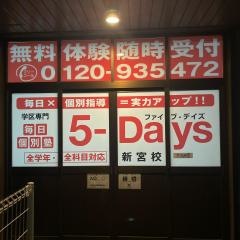 無料体験随時受付
0120-935472
毎日×個別指導=実力アップ!!
学区専門
毎日個別塾
5-Days
ファイブ・デイズ
新宮校
全学年・全科目対応